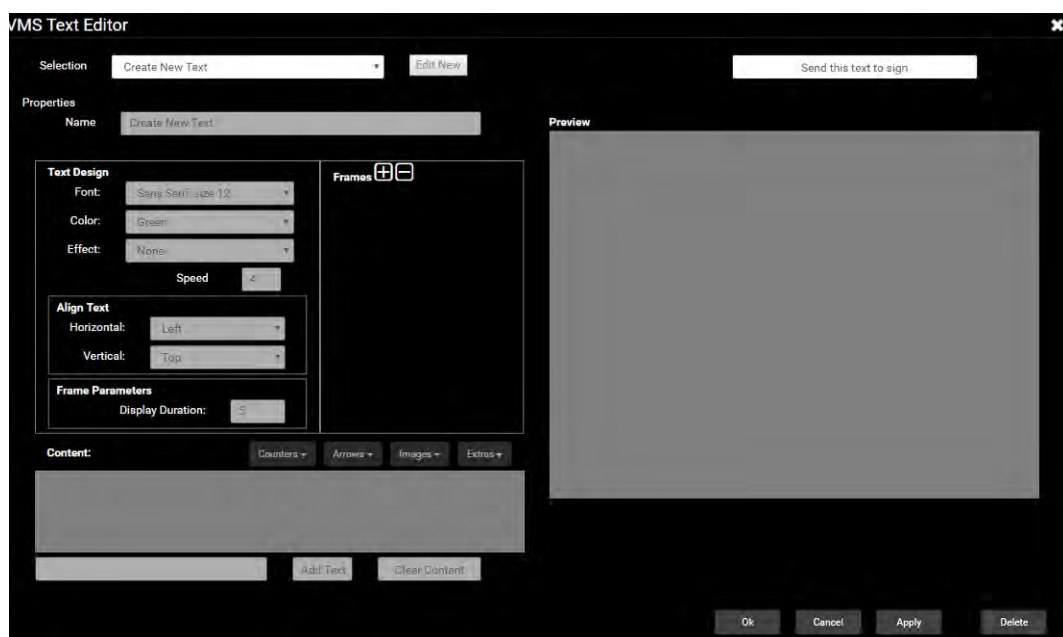 VMS Text Editor
Selection Create New Text Edit New Send this text to sign
Properties
Name Create New Text
Preview
Text Design
Frames
Font: Sans Serif size 12
Color: Green
Effect: None
Speed 4
Align Text
Horizontal: Left
Vertical: Top
Frame Parameters
Display Duration: 5
Content: Counters Arrows Images Extras
Add Text Clear Content
Ok Cancel Apply Delete